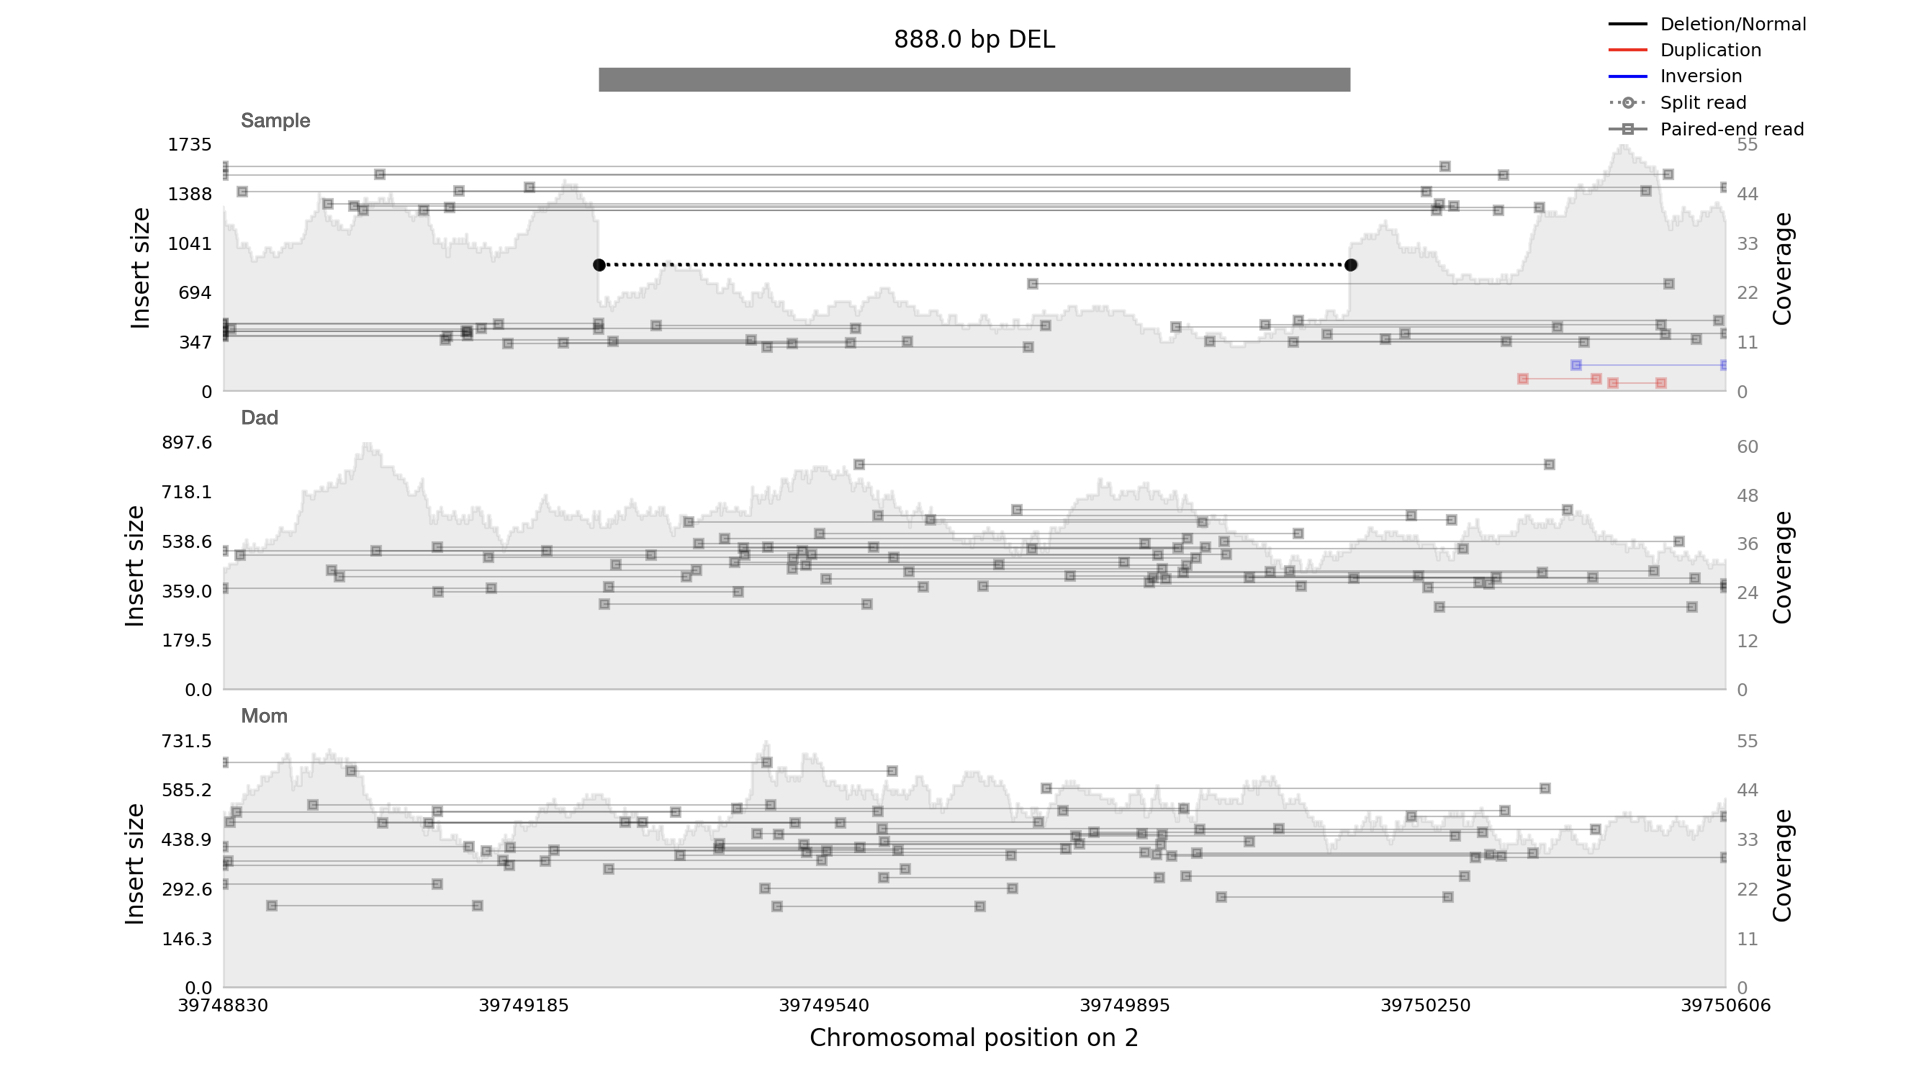 888.0 bp DEL
Deletion/Normal
Duplication
Inversion
Split read
Paired-end read
Sample
1735
1388
1041
694
347
0
Insert size
55
44
33
22
11
0
Coverage
Dad
897.6
718.1
538.6
359.0
179.5
0.0
Insert size
60
48
36
24
12
0
Coverage
Mom
731.5
585.2
438.9
292.6
146.3
0.0
Insert size
55
44
33
22
11
0
Coverage
39748830 39749185 39749540 39749895 39750250 39750606
Chromosomal position on 2